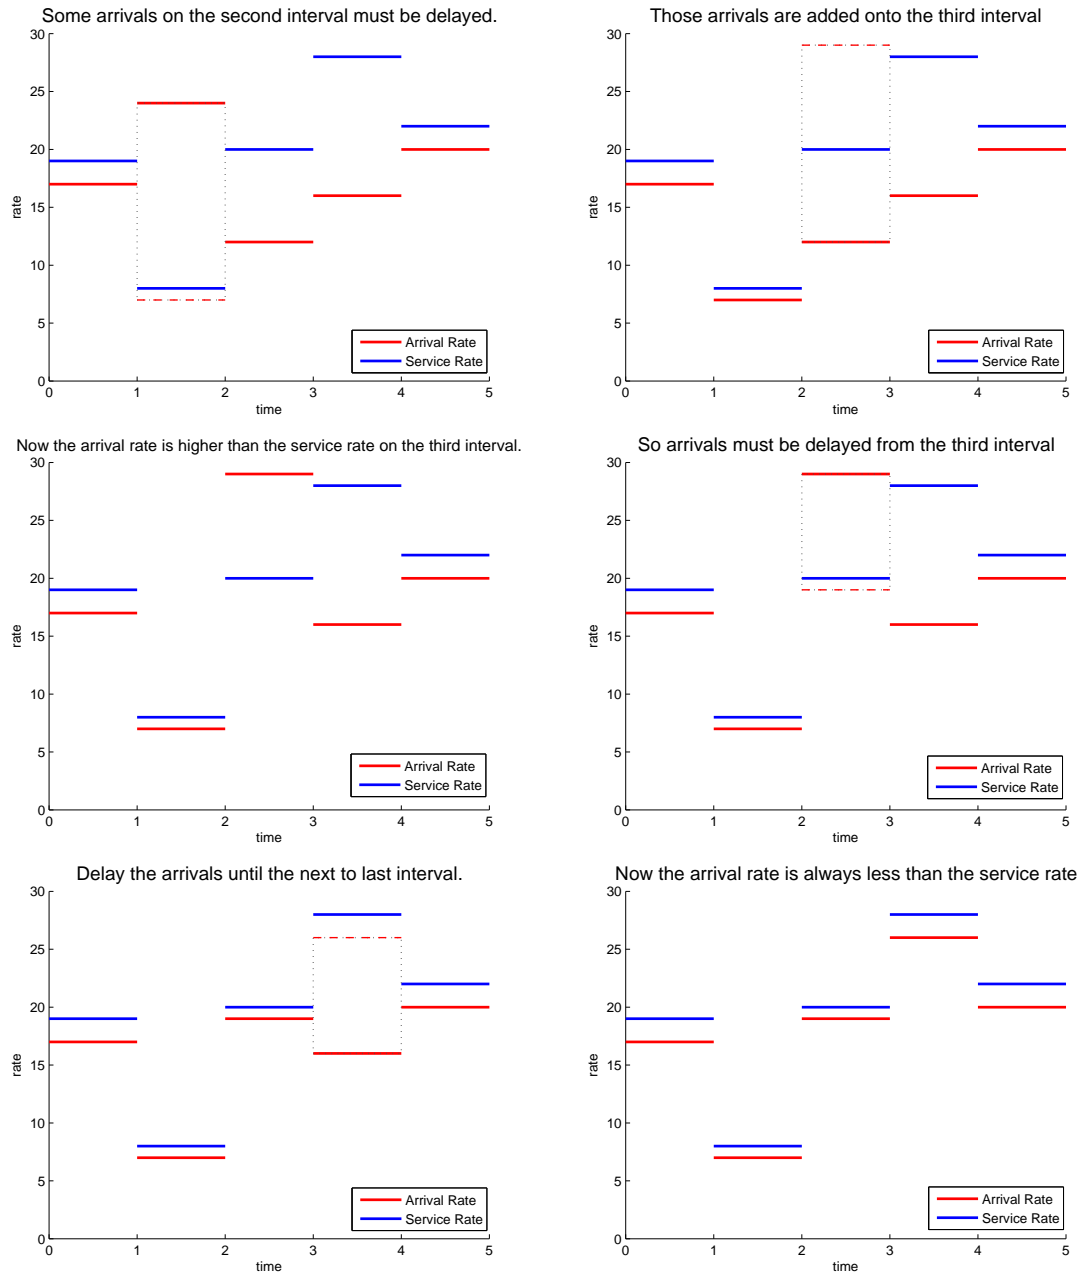 Some arrivals on the second interval must be delayed.
30
25
20
15
10
5
0
rate
0 1 2 3 4 5
time
Arrival Rate
Service Rate
Those arrivals are added onto the third interval
30
25
20
15
10
5
0
rate
0 1 2 3 4 5
time
Arrival Rate
Service Rate
Now the arrival rate is higher than the service rate on the third interval.
30
25
20
15
10
5
0
rate
0 1 2 3 4 5
time
Arrival Rate
Service Rate
So arrivals must be delayed from the third interval
30
25
20
15
10
5
0
rate
0 1 2 3 4 5
time
Arrival Rate
Service Rate
Delay the arrivals until the next to last interval.
30
25
20
15
10
5
0
rate
0 1 2 3 4 5
time
Arrival Rate
Service Rate
Now the arrival rate is always less than the service rate
30
25
20
15
10
5
0
rate
0 1 2 3 4 5
time
Arrival Rate
Service Rate